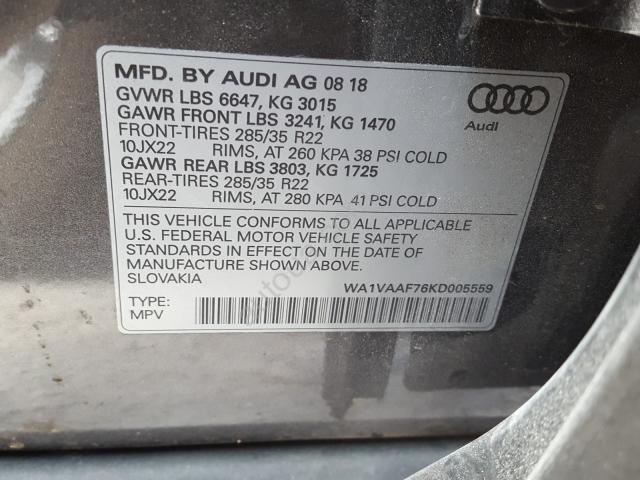 MFD. BY AUDI AG 08 18
GVWR LBS 6647, KG 3015
GAWR FRONT LBS 3241, KG 1470
FRONT-TIRES 285/35 R22
10JX22 RIMS, AT 260 KPA 38 PSI COLD
GAWR REAR LBS 3803, KG 1725
REAR-TIRES 285/35 R22
10JX22 RIMS, AT 280 KPA 41 PSI COLD
Audi
THIS VEHICLE CONFORMS TO ALL APPLICABLE
U.S. FEDERAL MOTOR VEHICLE SAFETY
STANDARDS IN EFFECT ON THE DATE OF
MANUFACTURE SHOWN ABOVE.
SLOVAKIA
WA1VAAF76KD005559
TYPE:
MPV